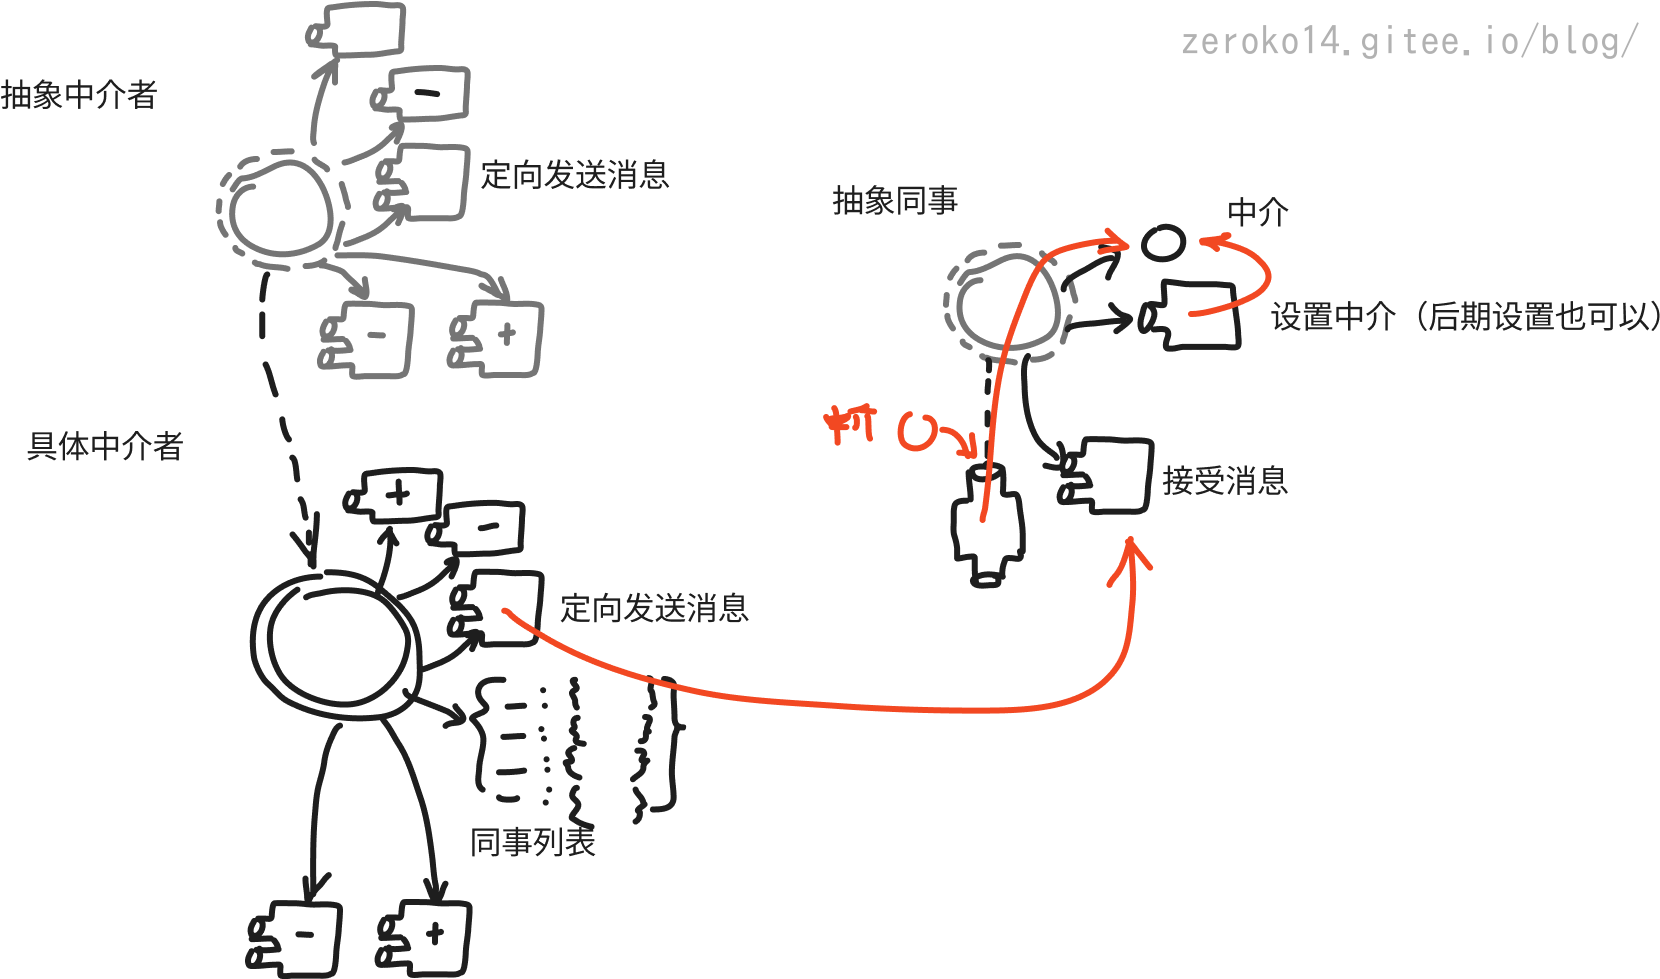 zeroko14.gitee.io/blog/
抽象中介者
定向发送消息
抽象同事
中介
设置中介（后期设置也可以）
具体中介者
接受消息
定向发送消息
同事列表